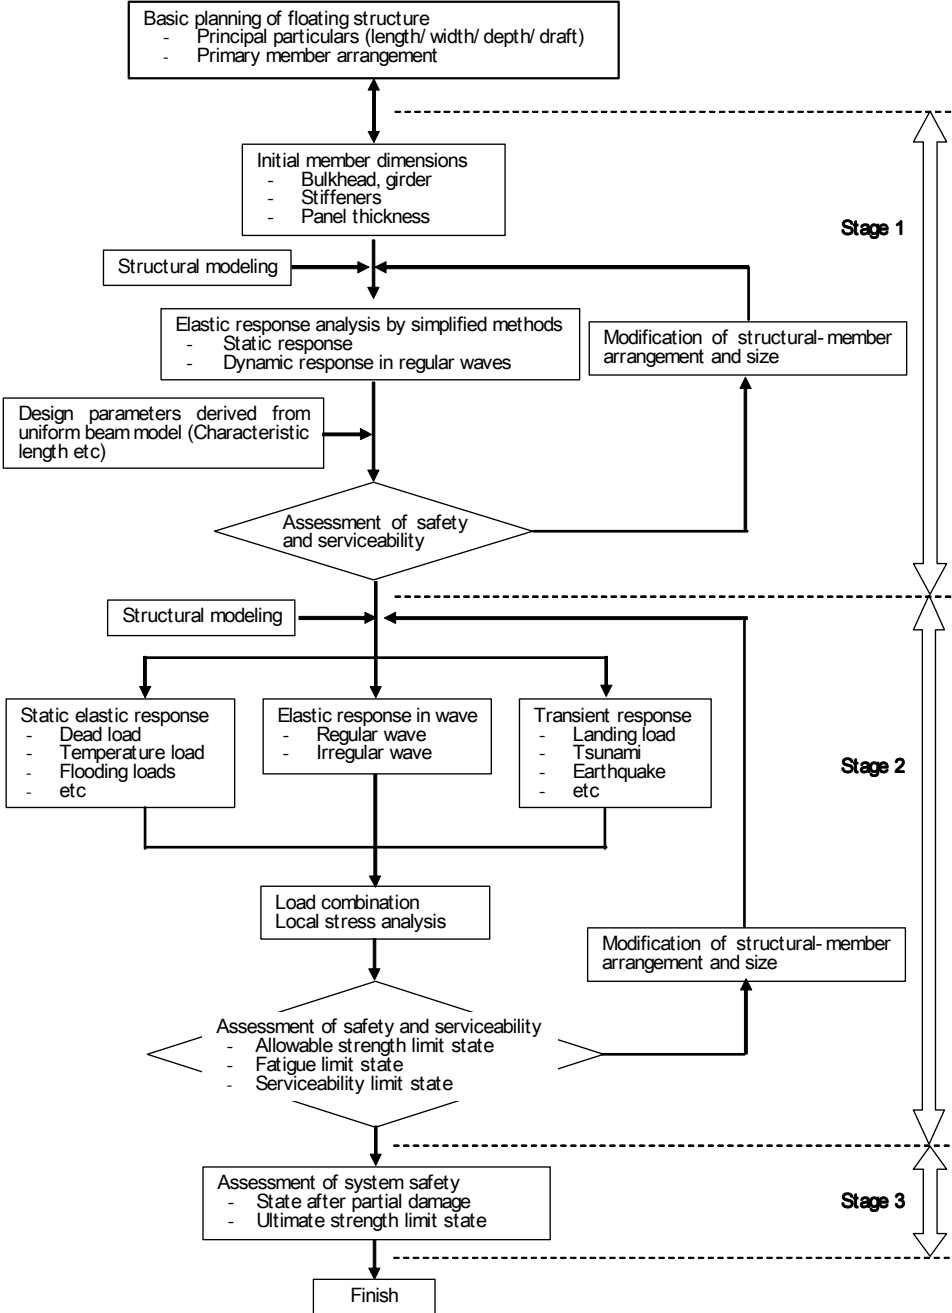 Basic planning of floating structure
- Principal particulars (length/ width/ depth/ draft)
- Primary member arrangement
Initial member dimensions
- Bulkhead, girder
- Stiffeners
- Panel thickness
Stage 1
Structural modeling
Elastic response analysis by simplified methods
- Static response
- Dynamic response in regular waves
Modification of structural-member
arrangement and size
Design parameters derived from
uniform beam model (Characteristic
length etc)
Assessment of safety
and serviceability
Structural modeling
Static elastic response
- Dead load
- Temperature load
- Flooding loads
- etc
Elastic response in wave
- Regular wave
- Irregular wave
Transient response
- Landing load
- Tsunami
- Earthquake
- etc
Stage 2
Load combination
Local stress analysis
Modification of structural-member
arrangement and size
Assessment of safety and serviceability
- Allowable strength limit state
- Fatigue limit state
- Serviceability limit state
Assessment of system safety
- State after partial damage
- Ultimate strength limit state
Stage 3
Finish